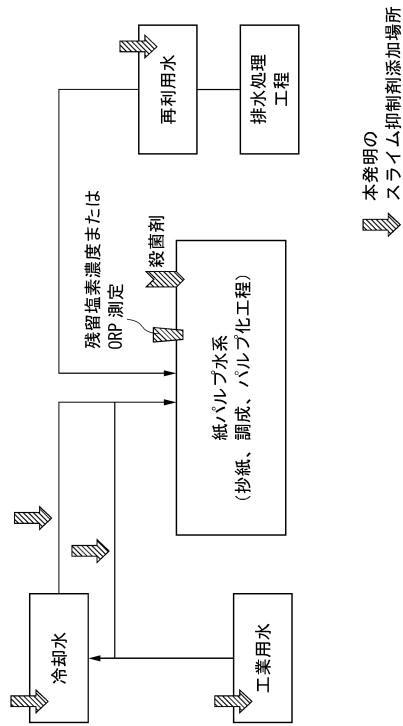 冷却水
工業用水
残留塩素濃度または
ORP 測定
殺菌剤
紙パルプ水系
(抄紙、調成、パルプ化工程)
再利用水
排水処理
工程
本発明の
スライム抑制剤添加場所